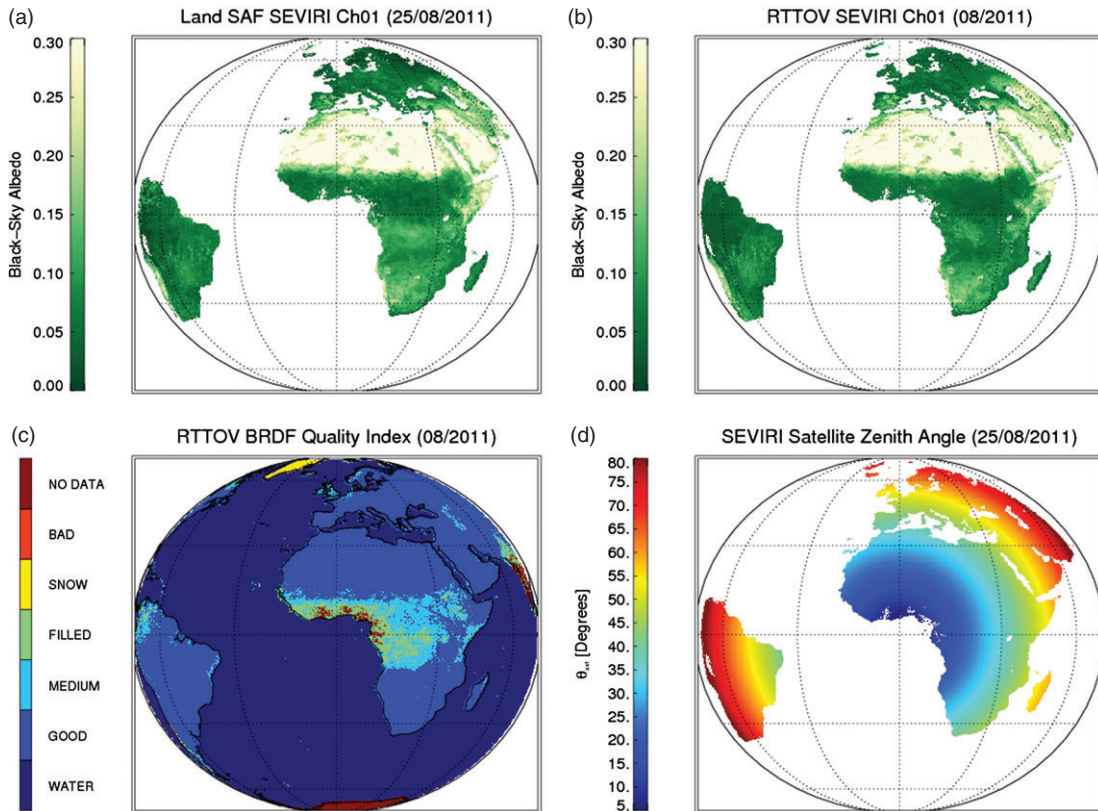 (a)
Land SAF SEVIRI Ch01 (25/08/2011)
0.30
0.25
0.20
0.15
0.10
0.05
0.00
Black-Sky Albedo
(b)
RTTOV SEVIRI Ch01 (08/2011)
0.30
0.25
0.20
0.15
0.10
0.05
0.00
Black-Sky Albedo
(c)
RTTOV BRDF Quality Index (08/2011)
NO DATA
BAD
SNOW
FILLED
MEDIUM
GOOD
WATER
(d)
SEVIRI Satellite Zenith Angle (25/08/2011)
80.
75.
70.
65.
60.
55.
50.
45.
40.
35.
30.
25.
20.
15.
10.
5.
θsat [Degrees]